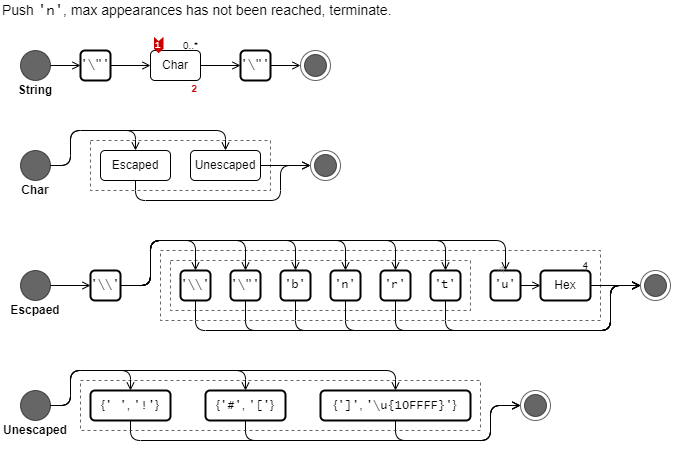 Push 'n', max appearances has not been reached, terminate.
1 0..*
'\"' Char '\"'
String 2
Escaped Unescaped
Char
4
'\\' '\\' '\"' 'b' 'n' 'r' 't' 'u' Hex
Escpaed
{' ','!'} {'#','['} {']','\u{10FFFF}'}
Unescaped